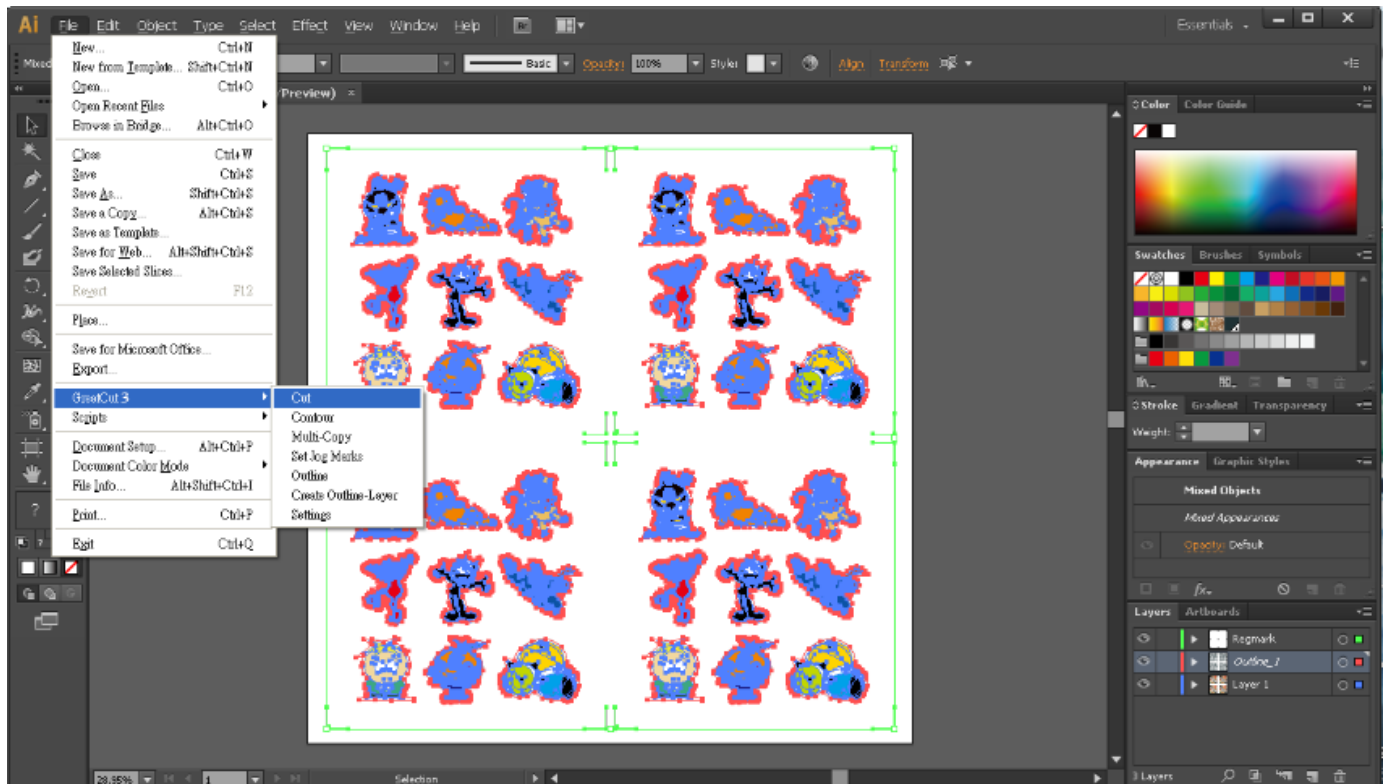 Ai File Edit Object Type Select Effect View Window Help Br Essentials
Mixed Basic Opacity: 100% Style: Align Transform
/Preview) ×
New... Ctrl+N
New from Template... Shift+Ctrl+N
Open... Ctrl+O
Open Recent Files
Browse in Bridge... Alt+Ctrl+O
Close Ctrl+W
Save Ctrl+S
Save As... Shift+Ctrl+S
Save a Copy... Alt+Ctrl+S
Save as Template...
Save for Web... Alt+Shift+Ctrl+S
Save Selected Slices...
Revert F12
Place...
Save for Microsoft Office...
Export...
GreatCut 3
Scripts
Document Setup... Alt+Ctrl+P
Document Color Mode
File Info... Alt+Shift+Ctrl+I
Print... Ctrl+P
Exit Ctrl+Q
Cut
Contour
Multi-Copy
Set Jog Marks
Outline
Create Outline-Layer
Settings
Color Color Guide
Swatches Brushes Symbols
Stroke Gradient Transparency
Weight:
Appearance Graphic Styles
Mixed Objects
Mixed Appearances
Opacity: Default
fx
Layers Artboards
Regmark
Outline_1
Layer 1
3 Layers
28.95% 1 Selection